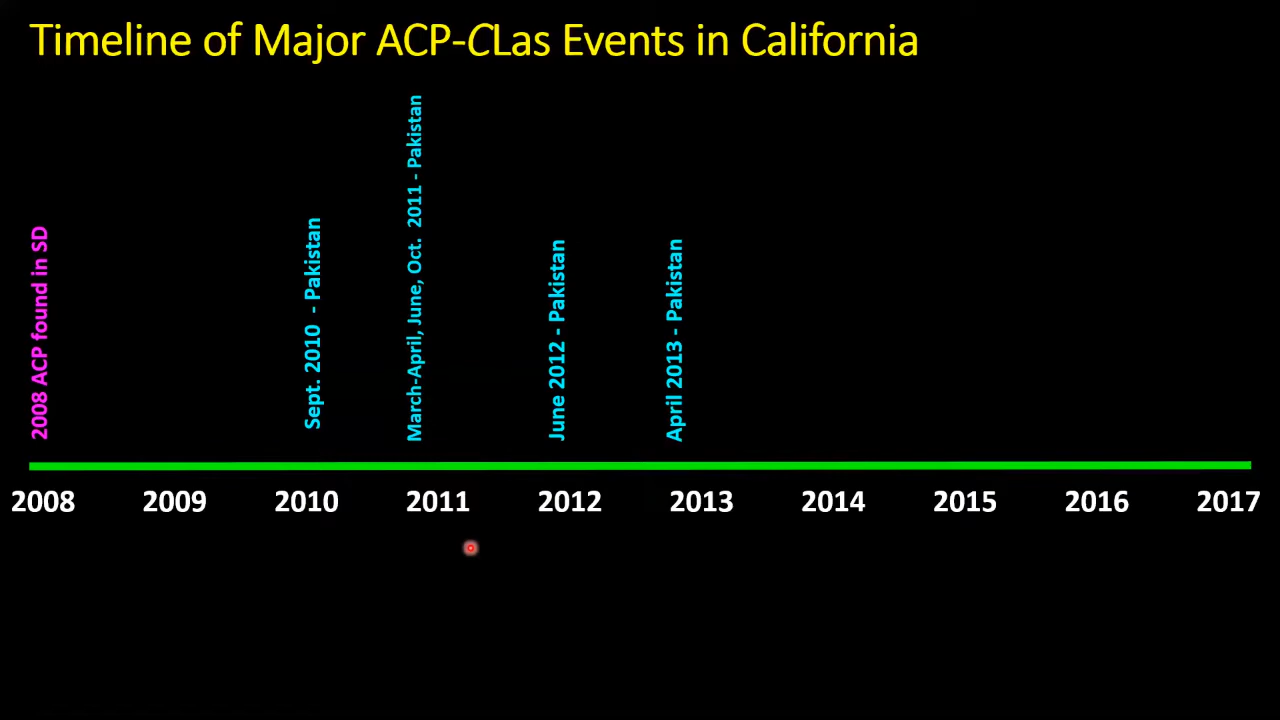 Timeline of Major ACP-CLas Events in California
2008 ACP found in SD
Sept. 2010 - Pakistan
March-April, June, Oct. 2011 - Pakistan
June 2012 - Pakistan
April 2013 - Pakistan
2008 2009 2010 2011 2012 2013 2014 2015 2016 2017